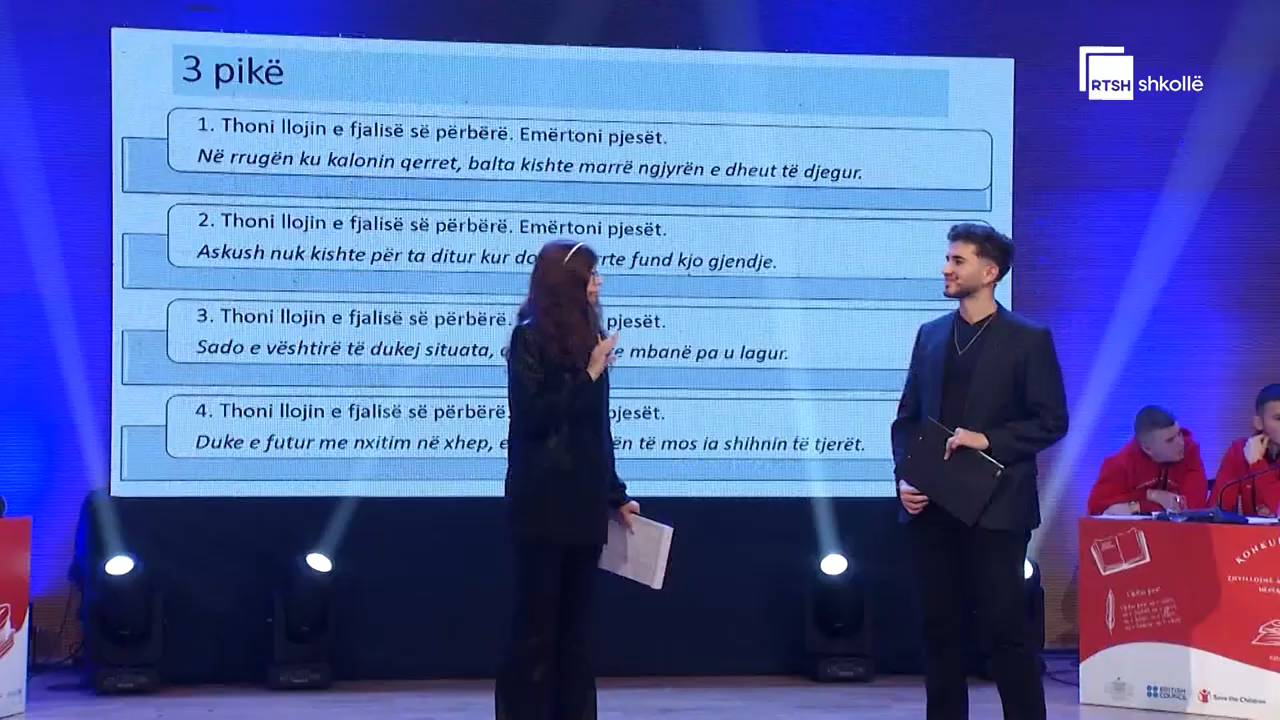 3 pikë
1. Thoni llojin e fjalisë së përbërë. Emërtoni pjesët.
Në rrugën ku kalonin qerret, balta kishte marrë ngjyrën e dheut të djegur.
2. Thoni llojin e fjalisë së përbërë. Emërtoni pjesët.
Askush nuk kishte për ta ditur kur fund kjo gjendje.
3. Thoni llojin e fjalisë së përbërë. pjesët.
Sado e vështirë të dukej situata, mbanë pa u lagur.
4. Thoni llojin e fjalisë së përbërë. pjesët.
Duke e futur me nxitim në xhep, të mos ia shihnin të tjerët.
RTSH shkollë
BRITISH COUNCIL
Save the Children